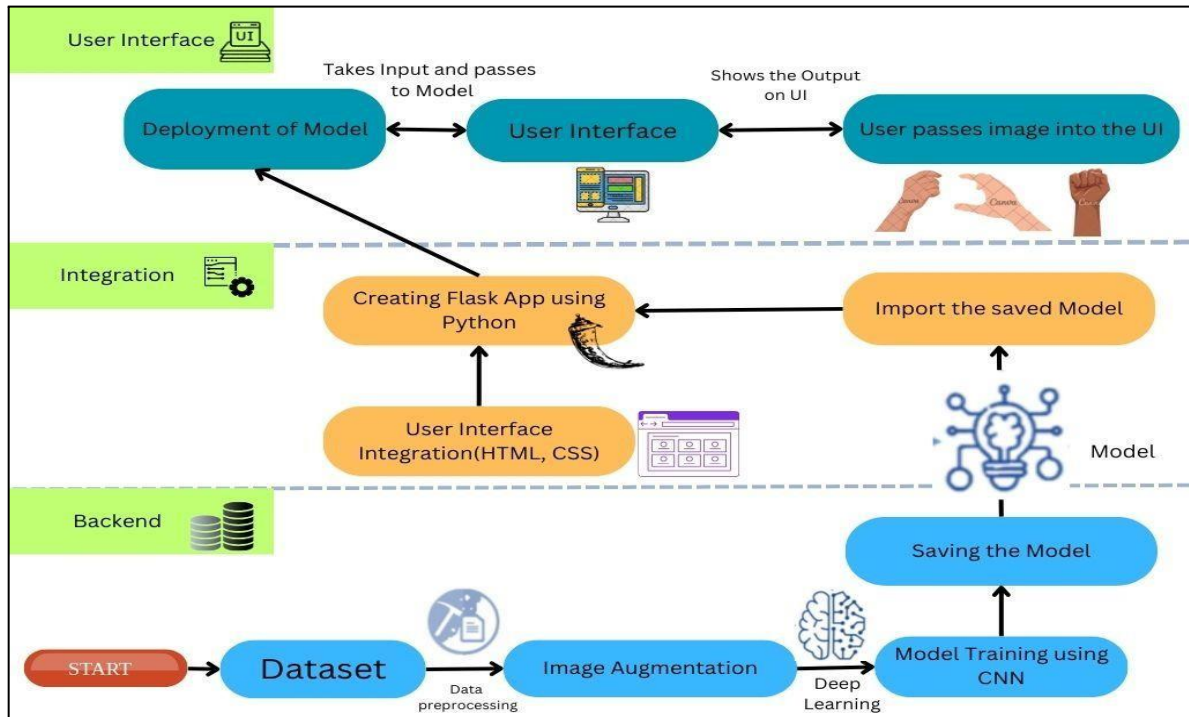 User Interface
UI
Takes Input and passes
to Model
Shows the Output
on UI
Deployment of Model
User Interface
User passes image into the UI
Canva
Canva
Canva
Integration
Creating Flask App using
Python
Import the saved Model
User Interface
Integration(HTML, CSS)
Model
Backend
Saving the Model
START
Dataset
Data
preprocessing
Image Augmentation
Deep
Learning
Model Training using
CNN